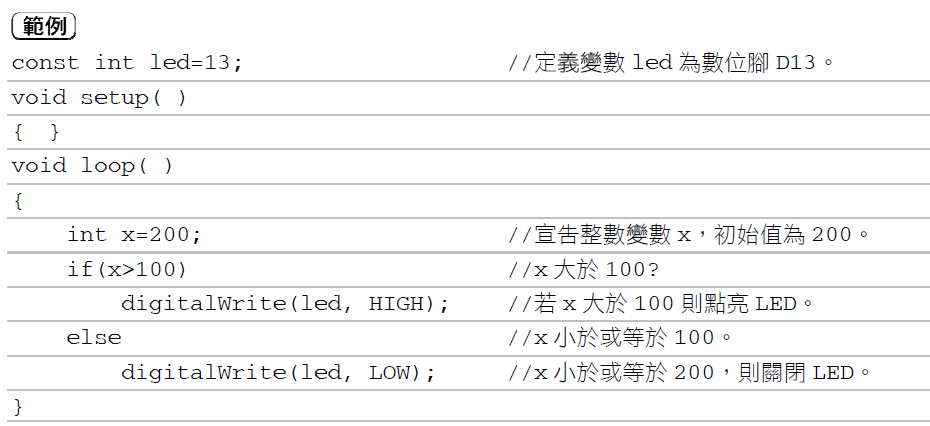 範例
const int led=13; //定義變數 led 為數位腳 D13。
void setup( )
{ }
void loop( )
{
int x=200; //宣告整數變數 x，初始值為 200。
if(x>100) //x 大於 100?
digitalWrite(led, HIGH); //若 x 大於 100 則點亮 LED。
else //x 小於或等於 100。
digitalWrite(led, LOW); //x 小於或等於 200，則關閉 LED。
}